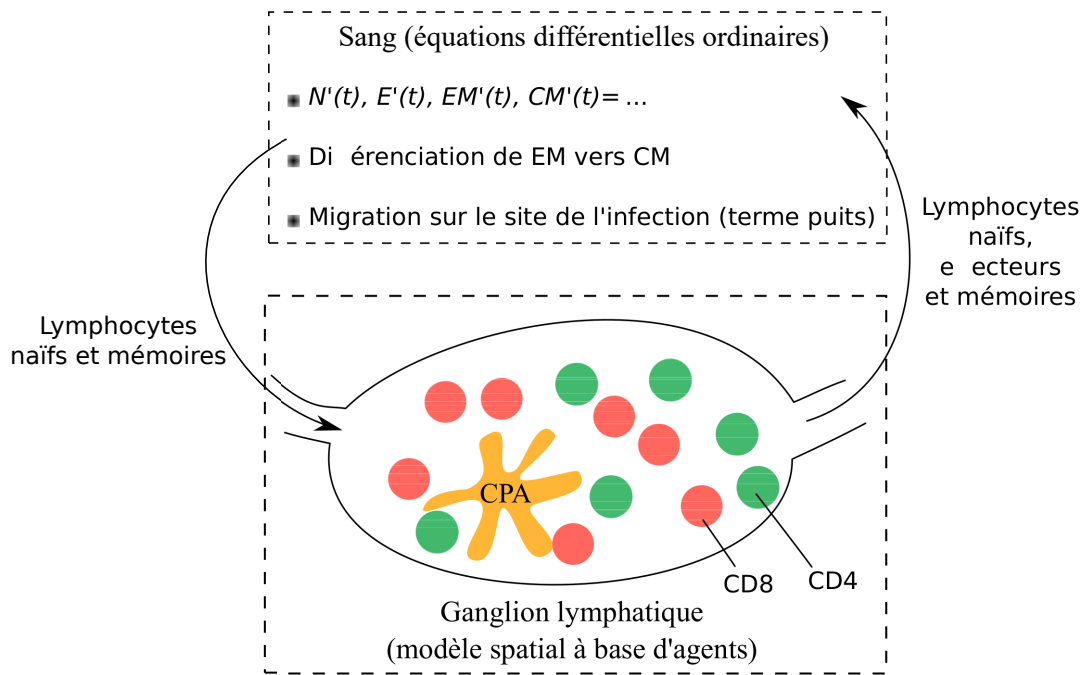 Sang (équations différentielles ordinaires)
N'(t), E'(t), EM'(t), CM'(t)= ...
Di érenciation de EM vers CM
Migration sur le site de l'infection (terme puits)
Lymphocytes
naïfs,
e ecteurs
et mémoires
Lymphocytes
naïfs et mémoires
CPA
CD8
CD4
Ganglion lymphatique
(modèle spatial à base d'agents)